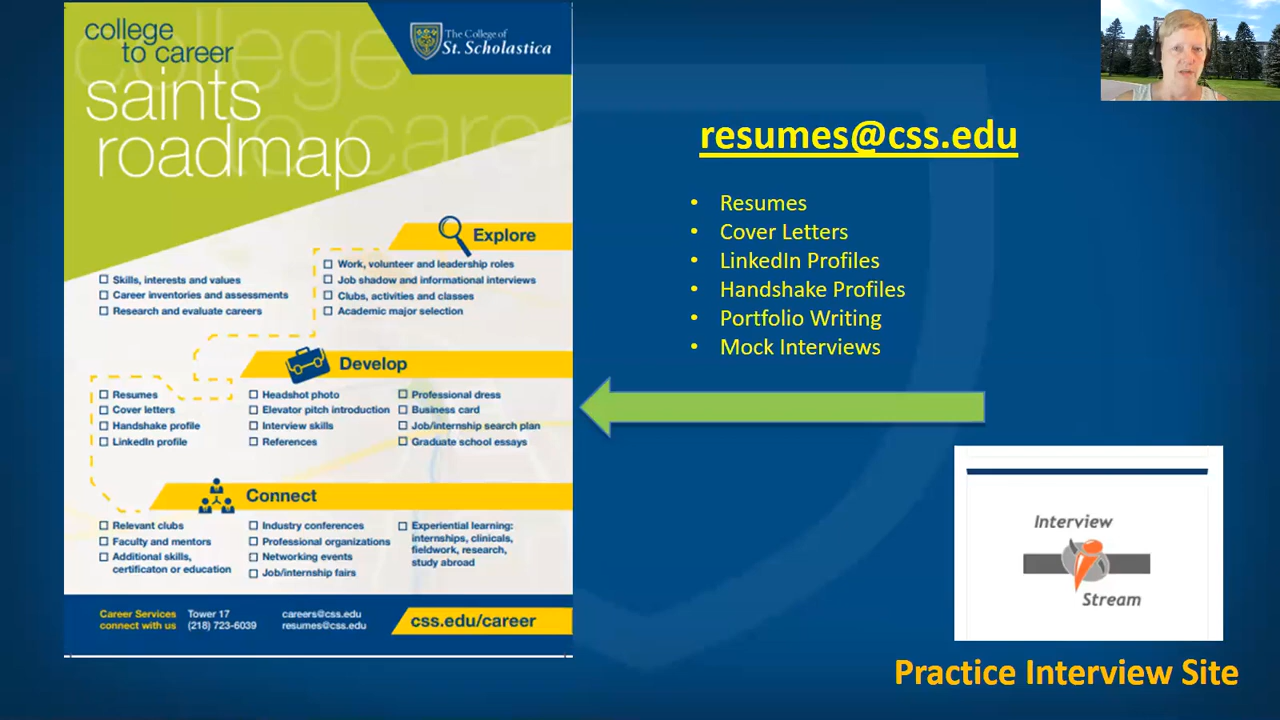 college
to career
saints
roadmap
The College of
St. Scholastica
Explore
Skills, interests and values
Career inventories and assessments
Research and evaluate careers
Work, volunteer and leadership roles
Job shadow and informational interviews
Clubs, activities and classes
Academic major selection
Develop
Resumes
Cover letters
Handshake profile
LinkedIn profile
Headshot photo
Elevator pitch introduction
Interview skills
References
Professional dress
Business card
Job/internship search plan
Graduate school essays
Connect
Relevant clubs
Faculty and mentors
Additional skills,
certificaton or education
Industry conferences
Professional organizations
Networking events
Job/internship fairs
Experiential learning:
internships, clinicals,
fieldwork, research,
study abroad
Career Services
connect with us
Tower 17
(218) 723-6039
careers@css.edu
resumes@css.edu
css.edu/career
resumes@css.edu
• Resumes
• Cover Letters
• LinkedIn Profiles
• Handshake Profiles
• Portfolio Writing
• Mock Interviews
Interview
Stream
Practice Interview Site